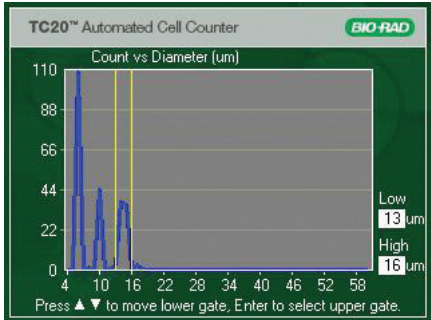 TC20™ Automated Cell Counter
BIO-RAD
Count vs Diameter (um)
110
88
66
44
22
0
4 10 16 22 28 34 40 46 52 58
Low
13 um
High
16 um
Press ▲ ▼ to move lower gate, Enter to select upper gate.